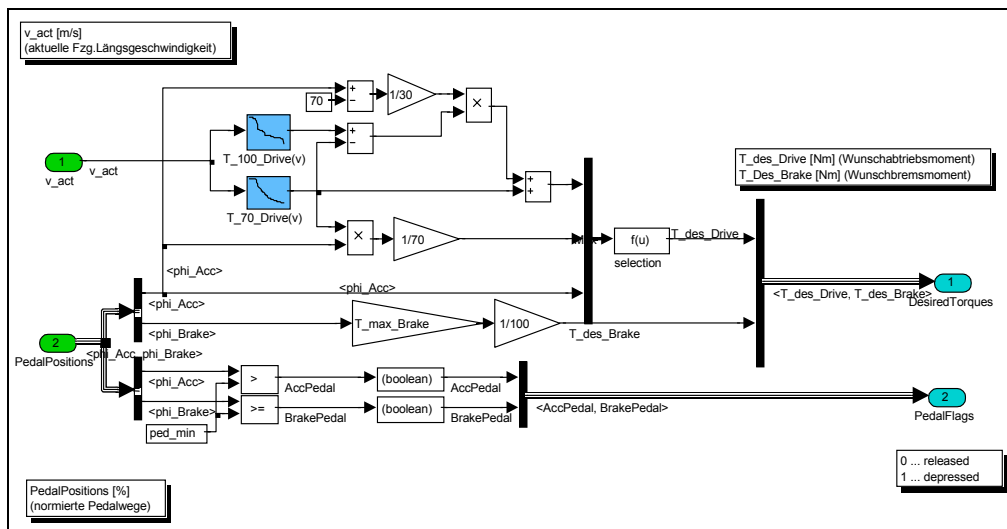 v_act [m/s]
(aktuelle Fzg.Längsgeschwindigkeit)
70
+
−
1/30
×
T_100_Drive(v)
+
−
1
v_act
v_act
T_70_Drive(v)
+
+
T_des_Drive [Nm] (Wunschabtriebsmoment)
T_Des_Brake [Nm] (Wunschbremsmoment)
×
1/70
f(u)
selection
T_des_Drive
<phi_Acc>
<phi_Acc>
<phi_Acc>
<phi_Brake>
T_max_Brake
1/100
T_des_Brake
1
<T_des_Drive, T_des_Brake>
DesiredTorques
2
PedalPositions
<phi_Acc, phi_Brake>
<phi_Acc>
<phi_Brake>
>
AccPedal
(boolean)
AccPedal
>=
BrakePedal
(boolean)
BrakePedal
ped_min
<AccPedal, BrakePedal>
2
PedalFlags
0 ... released
1 ... depressed
PedalPositions [%]
(normierte Pedalwege)